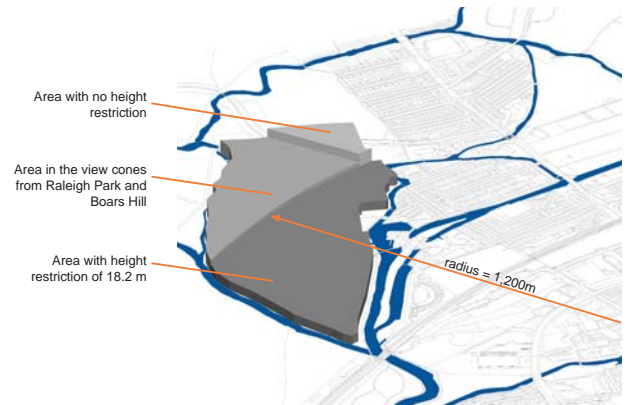 Area with no height
restriction
Area in the view cones
from Raleigh Park and
Boars Hill
Area with height
restriction of 18.2 m
radius = 1,200m